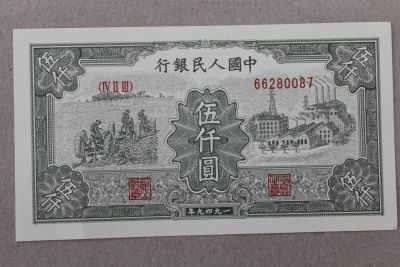 中國人民銀行
伍仟
伍仟
〈IV II III〉
66280087
伍仟圓
伍仟
伍仟
一九四九年